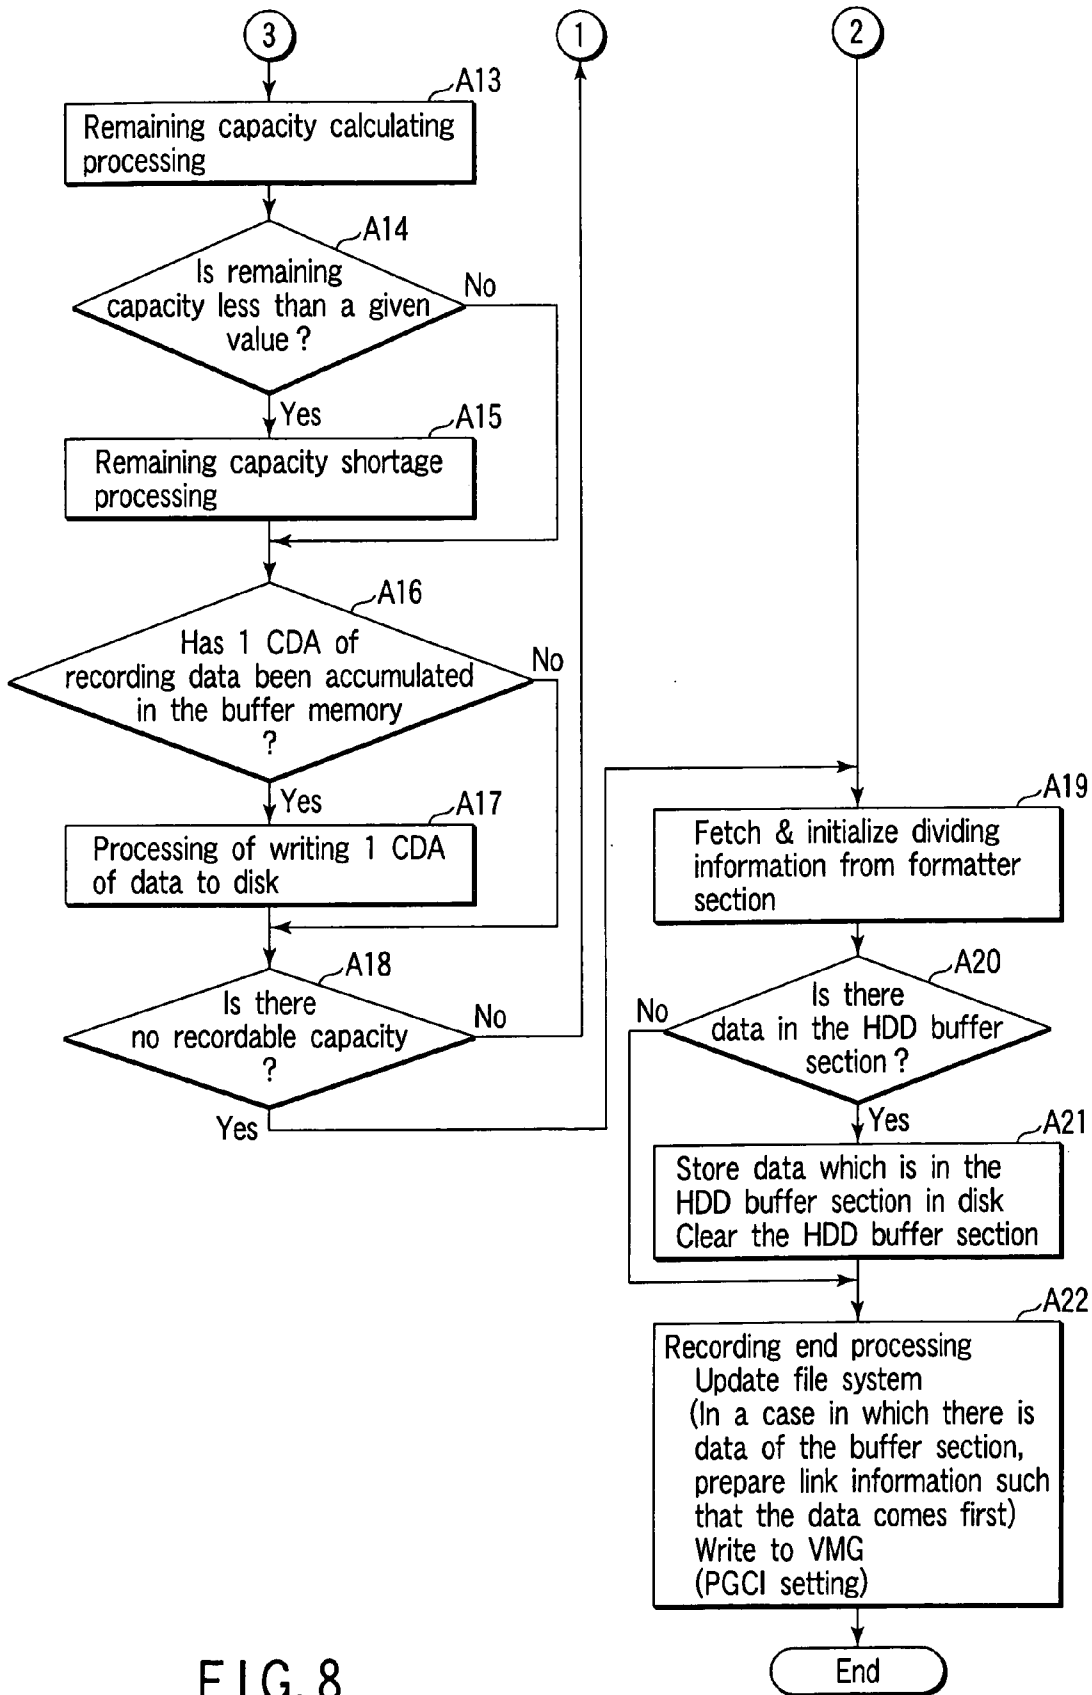 3
1
2
A13
Remaining capacity calculating
processing
A14
Is remaining
capacity less than a given
value ?
No
Yes
A15
Remaining capacity shortage
processing
A16
Has 1 CDA of
recording data been accumulated
in the buffer memory
?
No
Yes
A17
Processing of writing 1 CDA
of data to disk
A18
Is there
no recordable capacity
?
No
Yes
A19
Fetch & initialize dividing
information from formatter
section
A20
Is there
data in the HDD buffer
section ?
No
Yes
A21
Store data which is in the
HDD buffer section in disk
Clear the HDD buffer section
A22
Recording end processing
Update file system
(In a case in which there is
data of the buffer section,
prepare link information such
that the data comes first)
Write to VMG
(PGCI setting)
End
FIG. 8